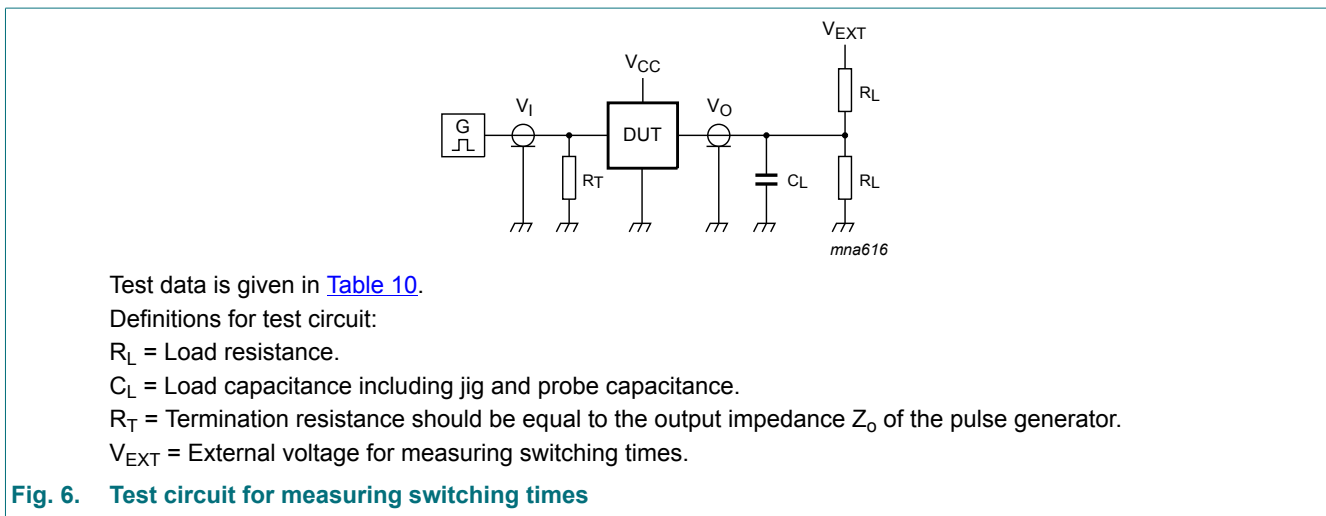 VEXT
VCC
RL
VI
VO
G
DUT
RT
CL
RL
mna616
Test data is given in Table 10.
Definitions for test circuit:
RL = Load resistance.
CL = Load capacitance including jig and probe capacitance.
RT = Termination resistance should be equal to the output impedance Zo of the pulse generator.
VEXT = External voltage for measuring switching times.
Fig. 6. Test circuit for measuring switching times